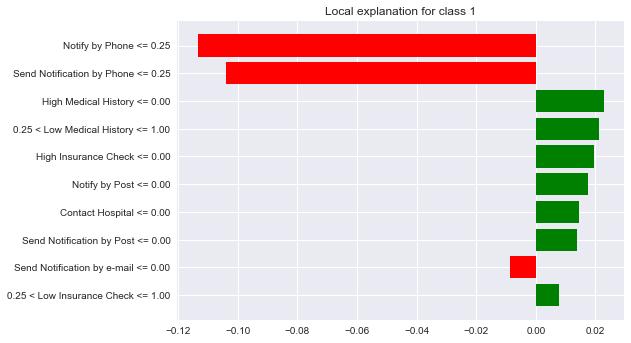 Local explanation for class 1
Notify by Phone <= 0.25
Send Notification by Phone <= 0.25
High Medical History <= 0.00
0.25 < Low Medical History <= 1.00
High Insurance Check <= 0.00
Notify by Post <= 0.00
Contact Hospital <= 0.00
Send Notification by Post <= 0.00
Send Notification by e-mail <= 0.00
0.25 < Low Insurance Check <= 1.00
−0.12 −0.10 −0.08 −0.06 −0.04 −0.02 0.00 0.02